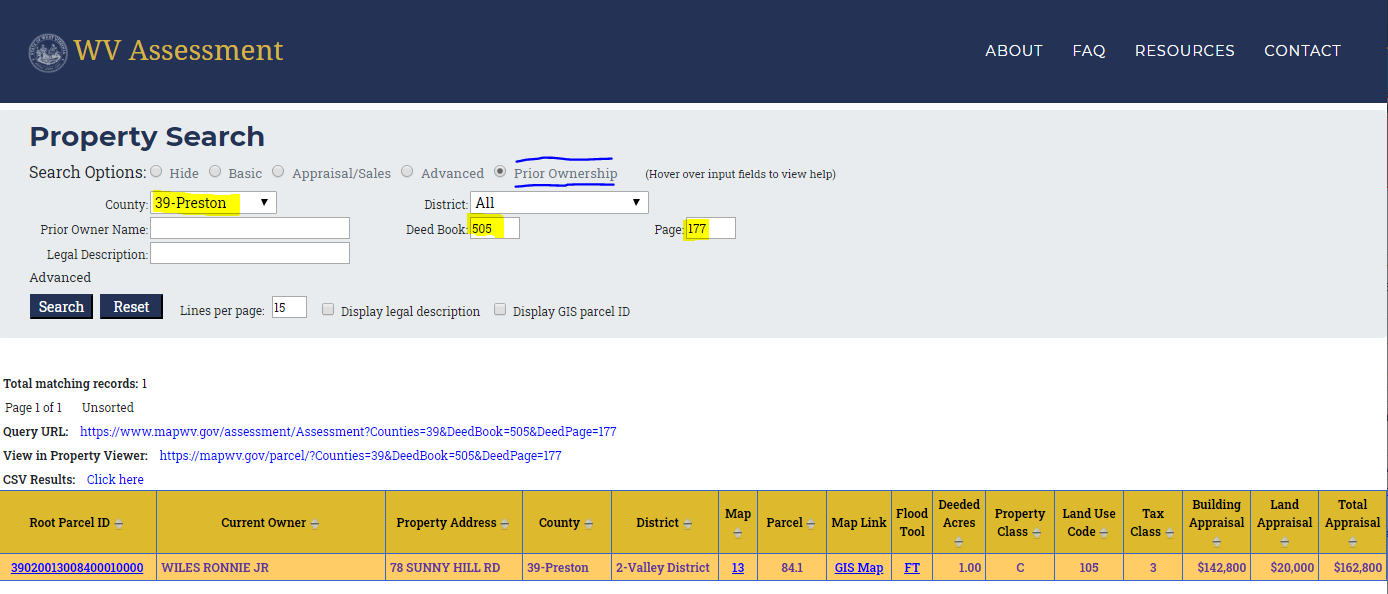 WV Assessment
ABOUT FAQ RESOURCES CONTACT
Property Search
Search Options: Hide Basic Appraisal/Sales Advanced Prior Ownership (Hover over input fields to view help)
County: 39-Preston ▼ District: All ▼
Prior Owner Name: Deed Book: 505 Page: 177
Legal Description:
Advanced
Search Reset Lines per page: 15 Display legal description Display GIS parcel ID
Total matching records: 1
Page 1 of 1 Unsorted
Query URL: https://www.mapwv.gov/assessment/Assessment?Counties=39&DeedBook=505&DeedPage=177
View in Property Viewer: https://mapwv.gov/parcel/?Counties=39&DeedBook=505&DeedPage=177
CSV Results: Click here
Root Parcel ID Current Owner Property Address County District Map Parcel Map Link Flood Tool Deeded Acres Property Class Land Use Code Tax Class Building Appraisal Land Appraisal Total Appraisal
39020013008400010000 WILES RONNIE JR 78 SUNNY HILL RD 39-Preston 2-Valley District 13 84.1 GIS Map FT 1.00 C 105 3 $142,800 $20,000 $162,800